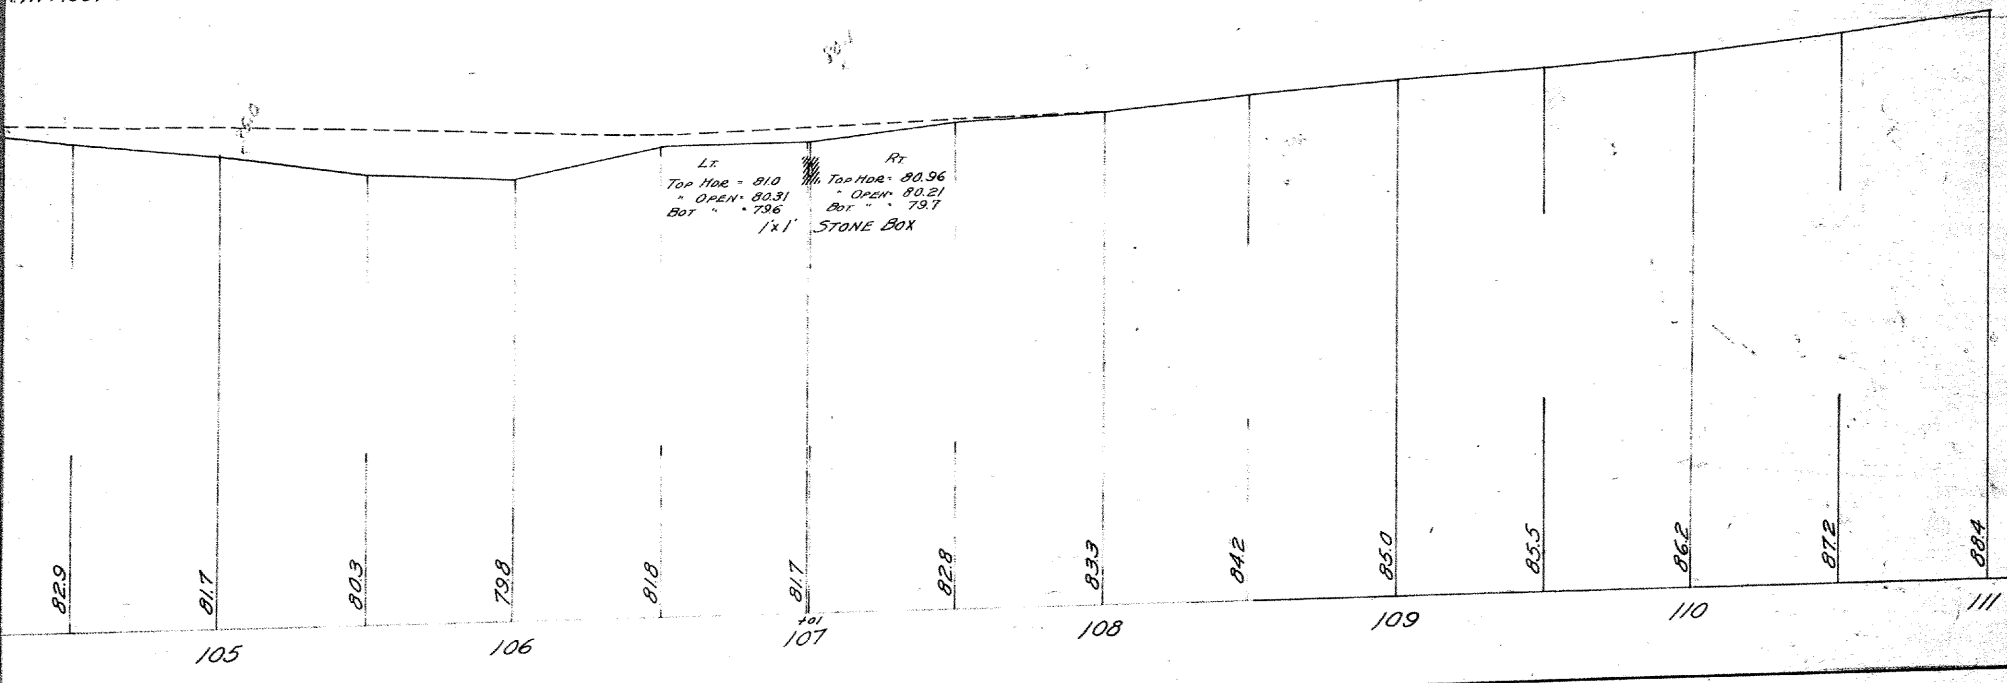 LT.
TOP HDR = 81.0
" OPEN = 80.31
BOT " = 79.6
RT.
TOP HDR = 80.96
" OPEN = 80.21
BOT " = 79.7
1'x1' STONE BOX
82.9
81.7
80.3
79.8
81.8
81.7
82.8
83.3
84.2
85.0
85.5
86.2
87.2
88.4
+01
105
106
107
108
109
110
111